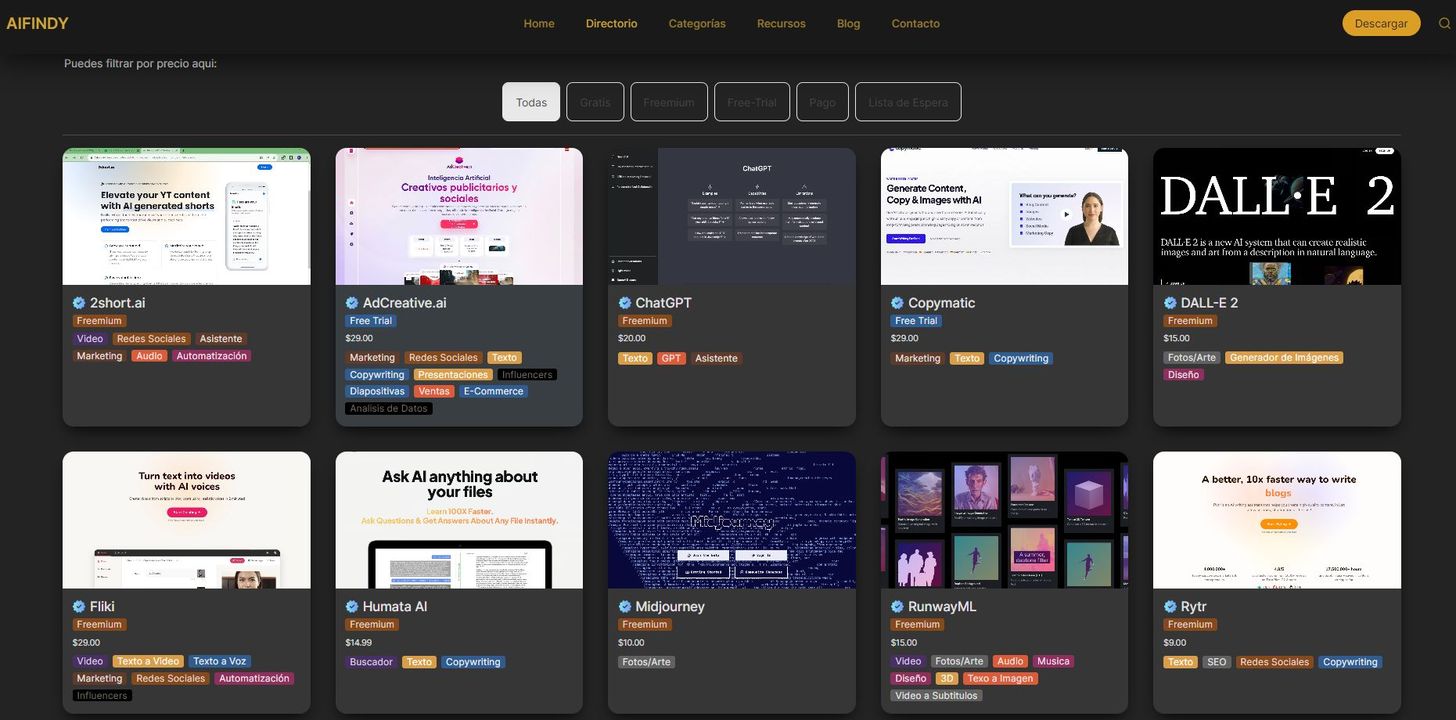 AIFINDY
Home Directorio Categorías Recursos Blog Contacto
Descargar
Puedes filtrar por precio aqui:
Todas Gratis Freemium Free-Trial Pago Lista de Espera
Elevate your YT content
with AI generated shorts
2short.ai
Freemium
Video Redes Sociales Asistente
Marketing Audio Automatización
Inteligencia Artificial
Creativos publicitarios y
sociales
AdCreative.ai
Free Trial
$29.00
Marketing Redes Sociales Texto
Copywriting Presentaciones Influencers
Diapositivas Ventas E-Commerce
Analisis de Datos
ChatGPT
ChatGPT
Freemium
$20.00
Texto GPT Asistente
Generate Content,
Copy & Images with AI
What can you generate?
Copymatic
Free Trial
$29.00
Marketing Texto Copywriting
DALL·E 2
DALL·E 2 is a new AI system that can create realistic
images and art from a description in natural language.
DALL-E 2
Freemium
$15.00
Fotos/Arte Generador de Imágenes
Diseño
Turn text into videos
with AI voices
Fliki
Freemium
$29.00
Video Texto a Video Texto a Voz
Marketing Redes Sociales Automatización
Influencers
Ask AI anything about
your files
Learn 100X Faster.
Ask Questions & Get Answers About Any File Instantly.
Humata AI
Freemium
$14.99
Buscador Texto Copywriting
Midjourney
Midjourney
Freemium
$10.00
Fotos/Arte
A summer,
RunwayML
Freemium
$15.00
Video Fotos/Arte Audio Musica
Diseño 3D Texo a Imagen
Video a Subtitulos
A better, 10x faster way to write
blogs
Rytr
Freemium
$9.00
Texto SEO Redes Sociales Copywriting